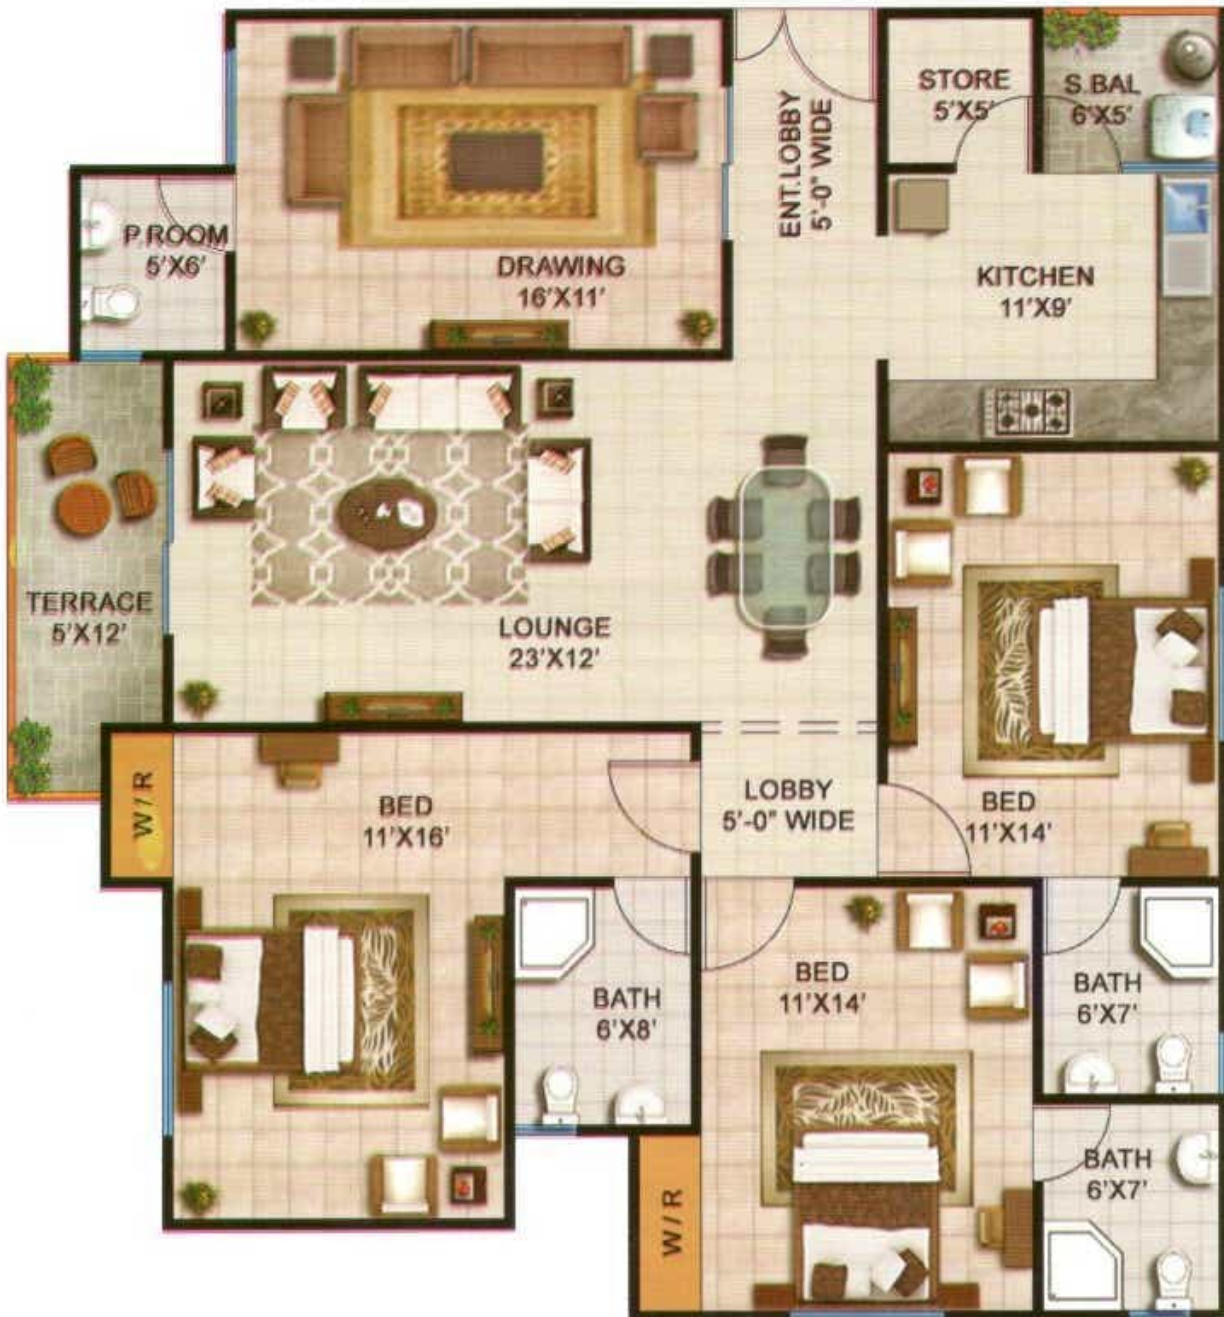 STORE
5'X5'
S.BAL
6'X5'
ENT.LOBBY
5'-0" WIDE
P.ROOM
5'X6'
DRAWING
16'X11'
KITCHEN
11'X9'
TERRACE
5'X12'
LOUNGE
23'X12'
W / R
BED
11'X16'
LOBBY
5'-0" WIDE
BED
11'X14'
BATH
6'X8'
BED
11'X14'
BATH
6'X7'
BATH
6'X7'
W / R